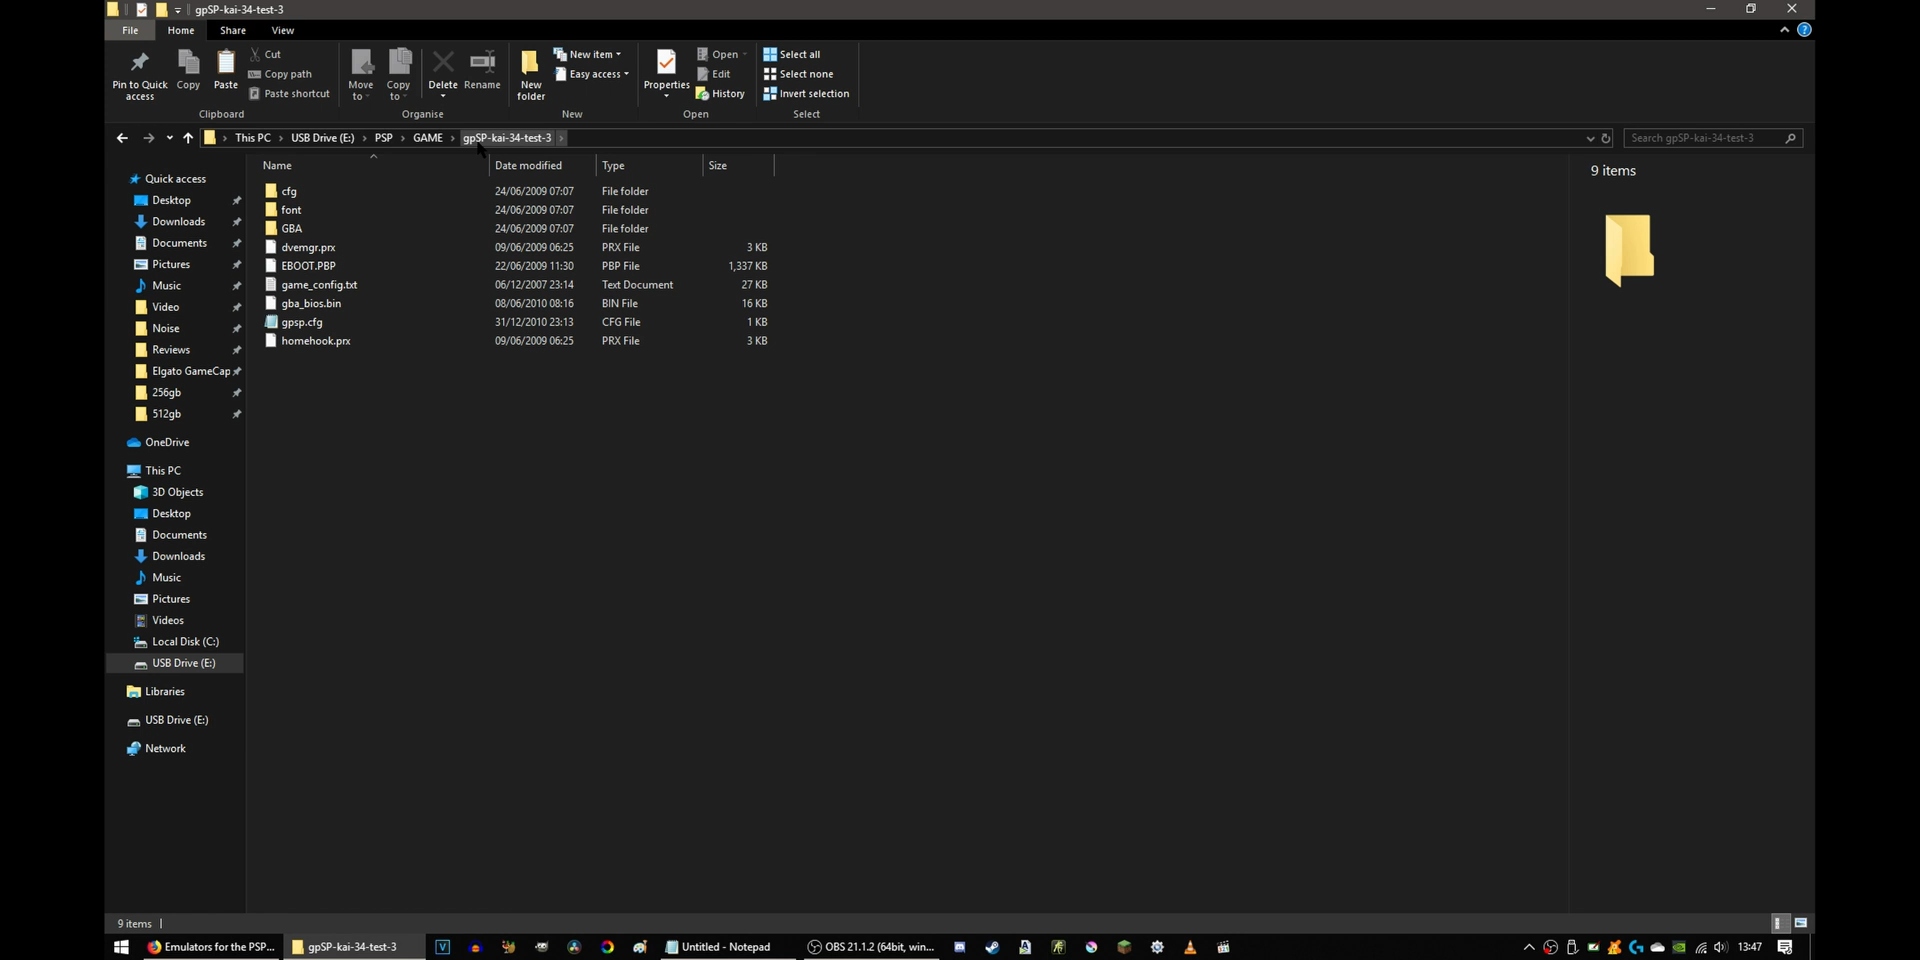 gpSP-kai-34-test-3
File Home Share View
Pin to Quick access
Copy
Paste
Cut
Copy path
Paste shortcut
Clipboard
Move to
Copy to
Delete
Rename
Organise
New folder
New item
Easy access
New
Properties
Open
Edit
History
Open
Select all
Select none
Invert selection
Select
This PC > USB Drive (E:) > PSP > GAME > gpSP-kai-34-test-3 >
Search gpSP-kai-34-test-3
Name Date modified Type Size
cfg 24/06/2009 07:07 File folder
font 24/06/2009 07:07 File folder
GBA 24/06/2009 07:07 File folder
dvemgr.prx 09/06/2009 06:25 PRX File 3 KB
EBOOT.PBP 22/06/2009 11:30 PBP File 1,337 KB
game_config.txt 06/12/2007 23:14 Text Document 27 KB
gba_bios.bin 08/06/2010 08:16 BIN File 16 KB
gpsp.cfg 31/12/2010 23:13 CFG File 1 KB
homehook.prx 09/06/2009 06:25 PRX File 3 KB
9 items
Quick access
Desktop
Downloads
Documents
Pictures
Music
Video
Noise
Reviews
Elgato GameCap
256gb
512gb
OneDrive
This PC
3D Objects
Desktop
Documents
Downloads
Music
Pictures
Videos
Local Disk (C:)
USB Drive (E:)
Libraries
USB Drive (E:)
Network
9 items
Emulators for the PSP...
gpSP-kai-34-test-3
Untitled - Notepad
OBS 21.1.2 (64bit, win...
13:47